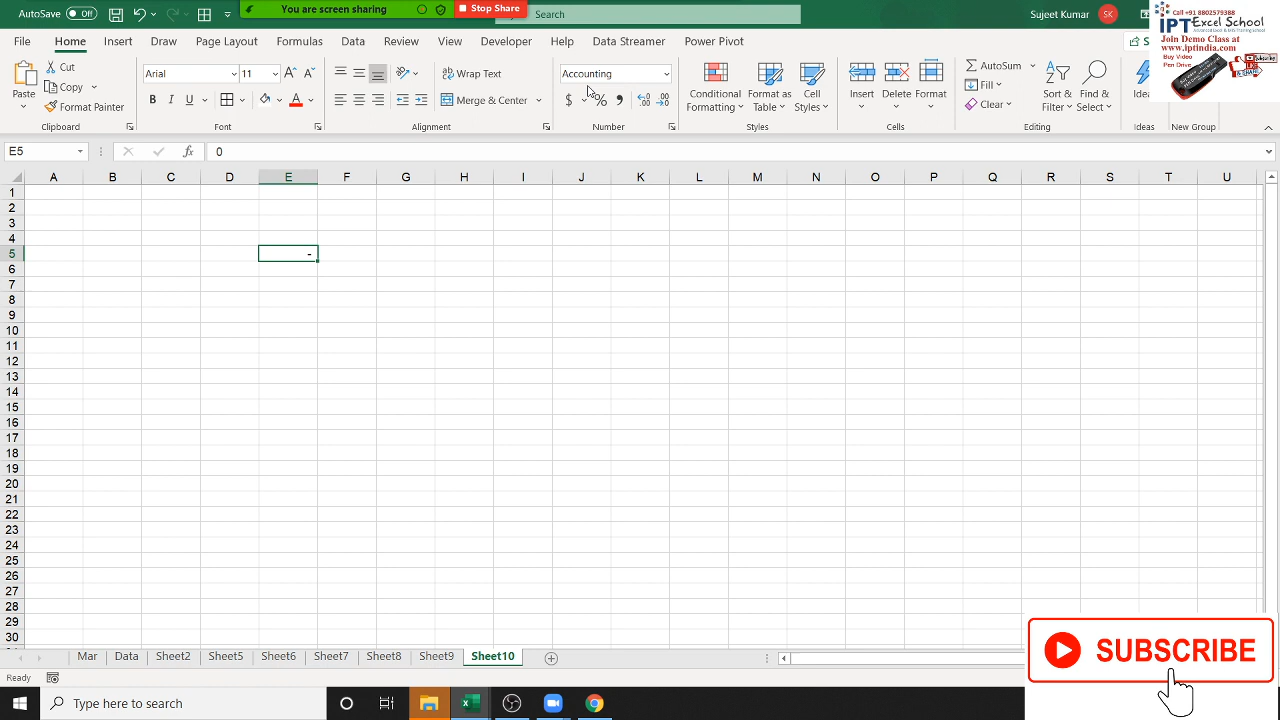 AutoSave Off
You are screen sharing
Stop Share
Search
Sujeet Kumar
SK
Call +91 8802579388
IPT Excel School
Advanced Excel & MIS Training School
Join Demo Class at
www.iptindia.com
Buy Video
Pen Drive
File Home Insert Draw Page Layout Formulas Data Review View Developer Help Data Streamer Power Pivot
Paste
Cut
Copy
Format Painter
Clipboard
Arial 11
B I U
Font
Wrap Text
Merge & Center
Alignment
Accounting
$ % ,
Number
Conditional Formatting
Format as Table
Cell Styles
Styles
Insert Delete Format
Cells
AutoSum
Fill
Clear
Sort & Filter
Find & Select
Editing
Ideas
New Group
E5 fx 0
A B C D E F G H I J K L M N O P Q R S T U
1
2
3
4
5 -
6
7
8
9
10
11
12
13
14
15
16
17
18
19
20
21
22
23
24
25
26
27
28
29
30
Mar Data Sheet2 Sheet5 Sheet6 Sheet7 Sheet8 Sheet9 Sheet10
SUBSCRIBE
Ready
Type here to search